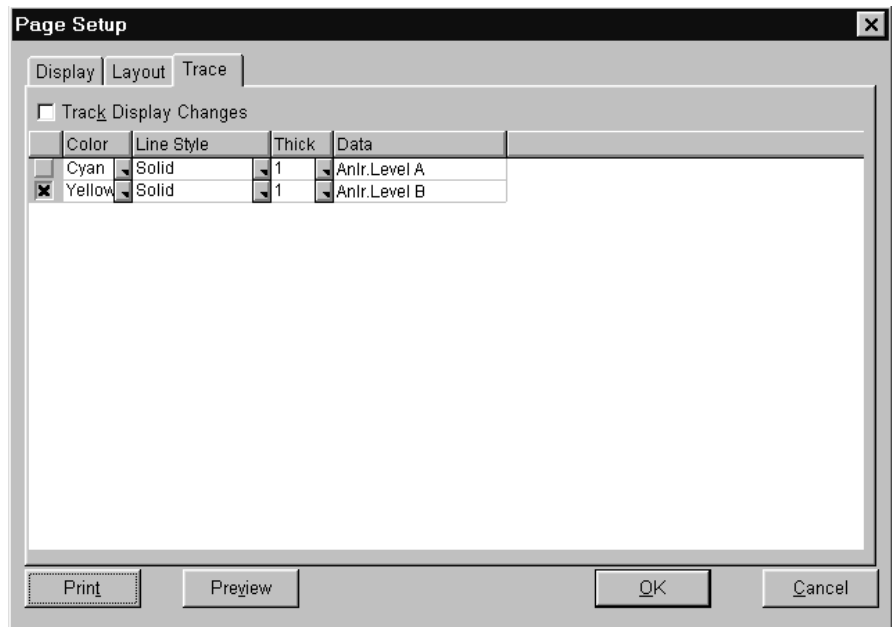 Page Setup
Display Layout Trace
Track Display Changes
Color Line Style Thick Data
Cyan Solid 1 Anlr.Level A
Yellow Solid 1 Anlr.Level B
Print Preview OK Cancel